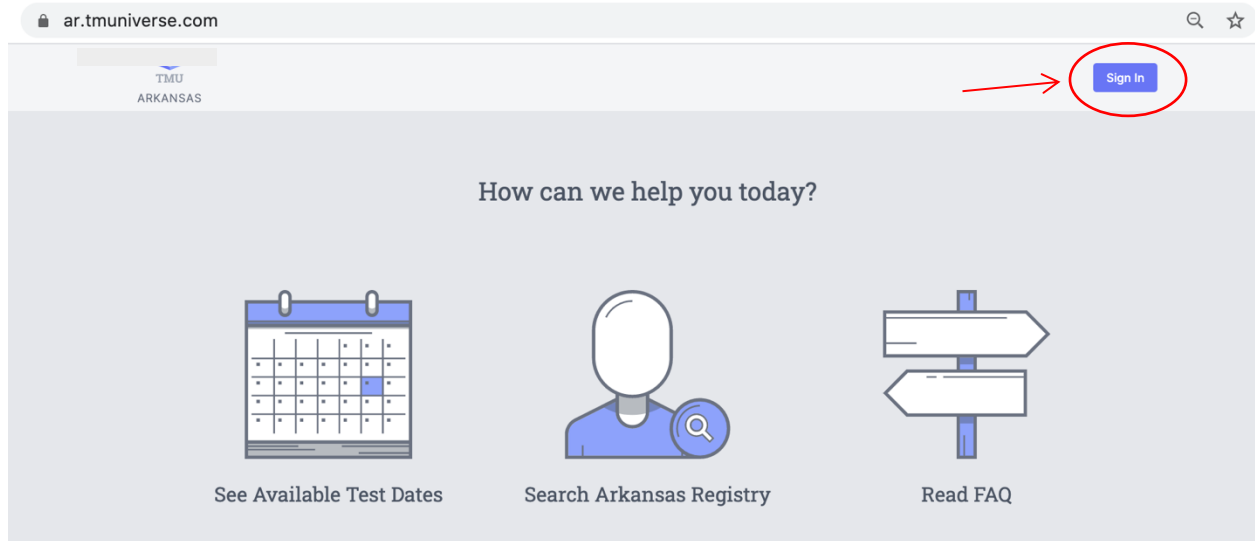 ar.tmuniverse.com
TMU
ARKANSAS
Sign In
How can we help you today?
See Available Test Dates
Search Arkansas Registry
Read FAQ